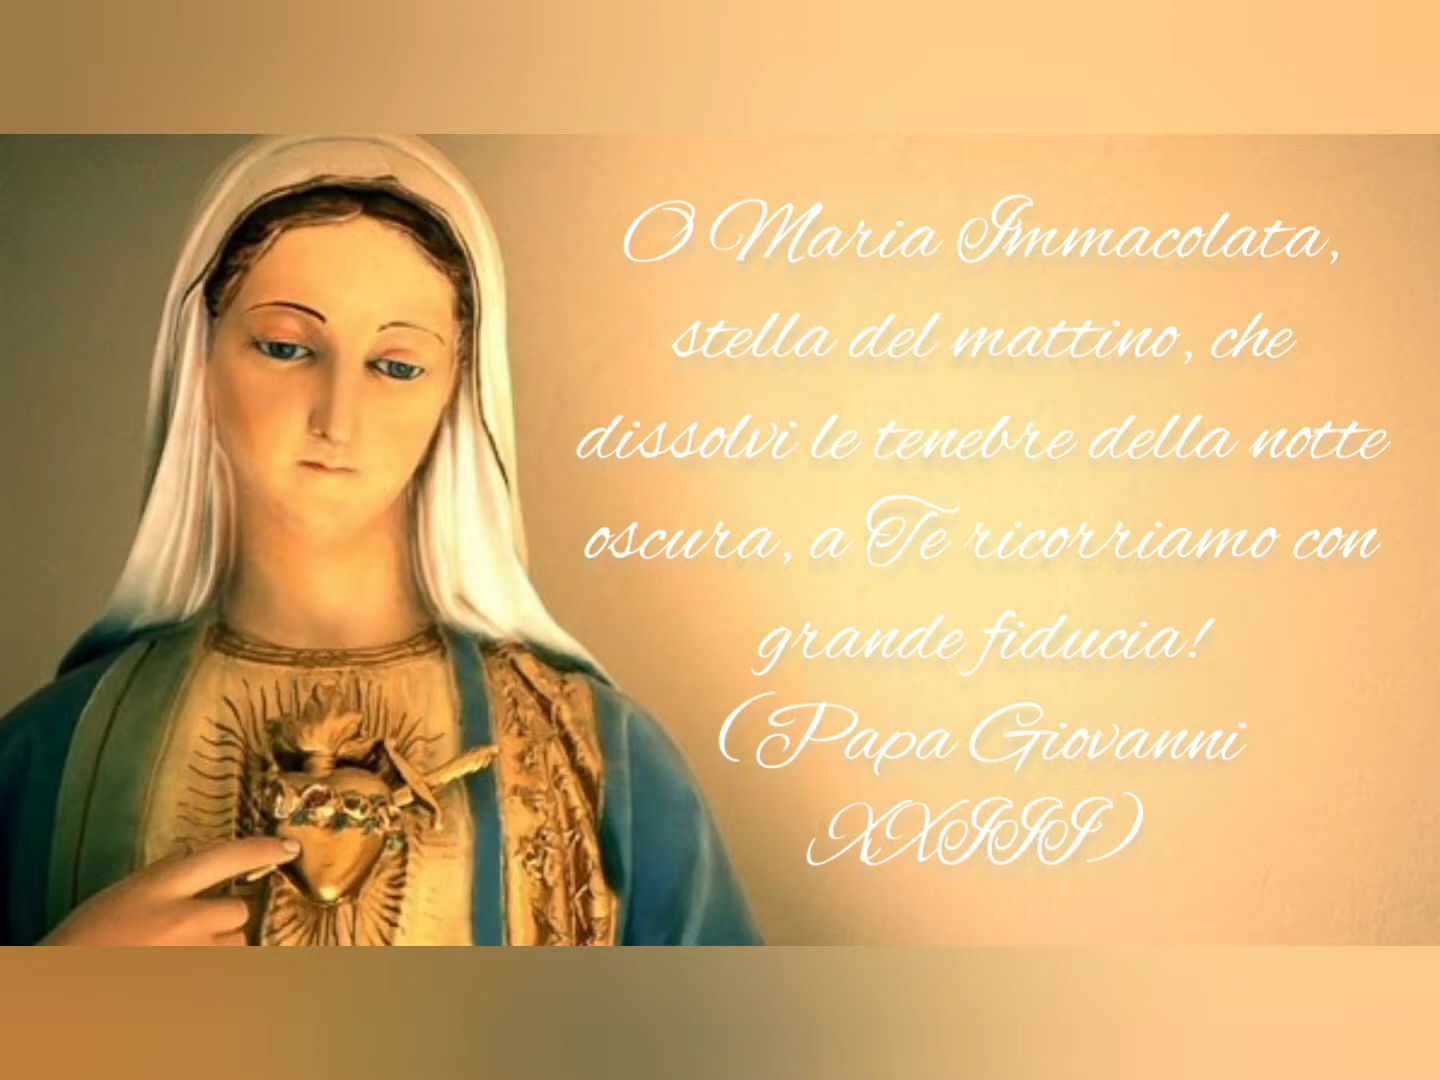 O Maria Immacolata,
stella del mattino, che
dissolvi le tenebre della notte
oscura, a Te ricorriamo con
grande fiducia!
(Papa Giovanni
XXIII)